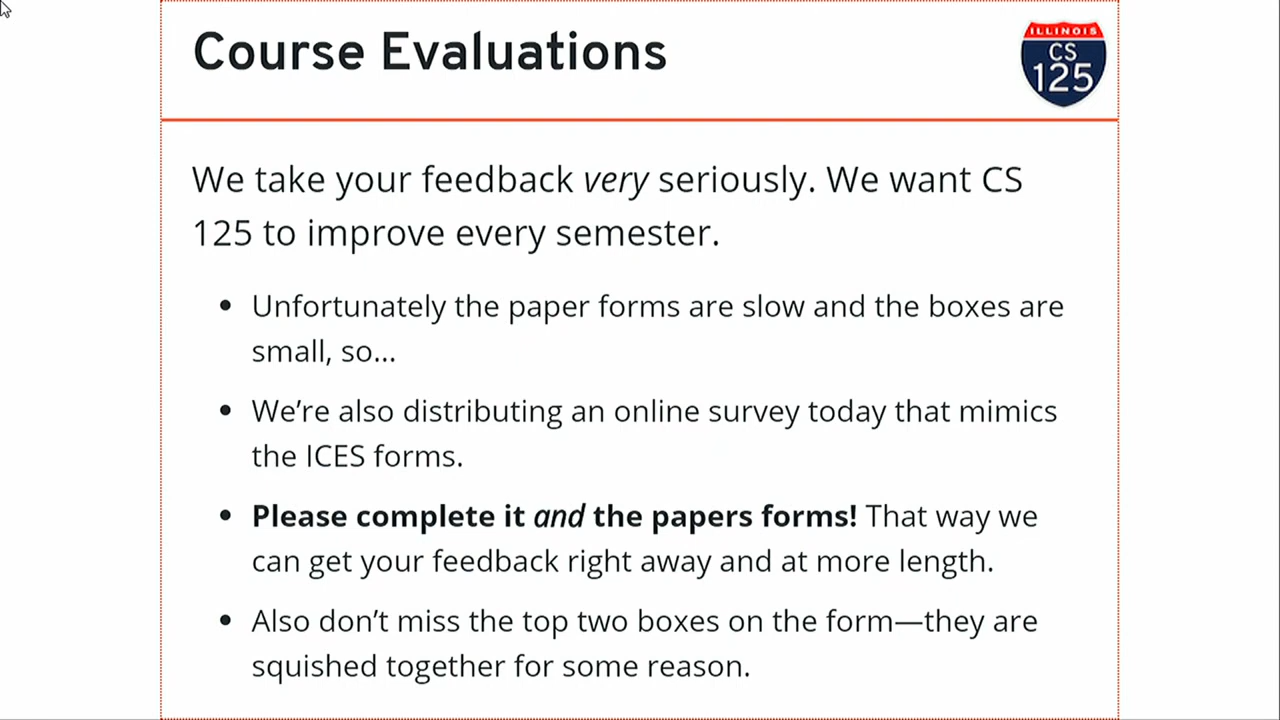 Course Evaluations
ILLINOIS
CS
125
We take your feedback very seriously. We want CS
125 to improve every semester.
• Unfortunately the paper forms are slow and the boxes are
small, so...
• We’re also distributing an online survey today that mimics
the ICES forms.
• Please complete it and the papers forms! That way we
can get your feedback right away and at more length.
• Also don’t miss the top two boxes on the form—they are
squished together for some reason.